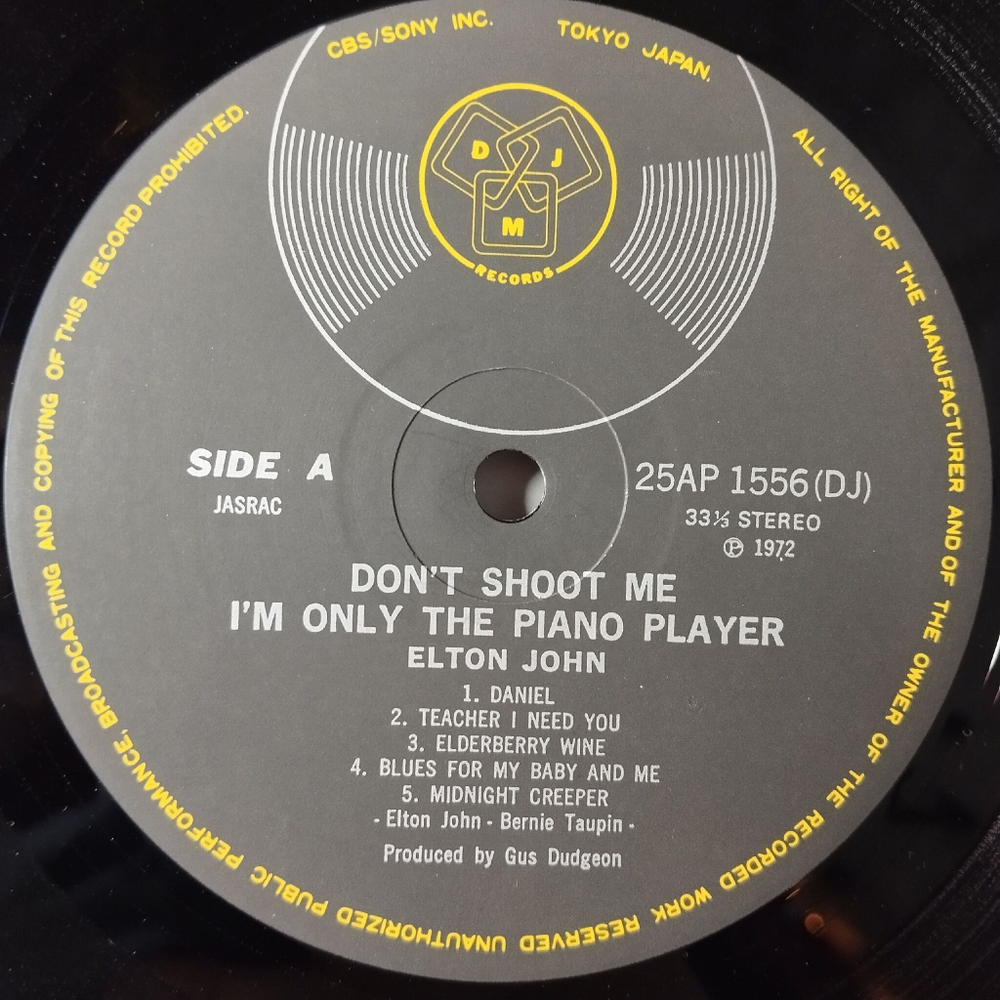 CBS/SONY INC. TOKYO JAPAN.
ALL RIGHT OF THE MANUFACTURER AND OF THE OWNER OF THE RECORDED WORK RESERVED UNAUTHORIZED PUBLIC PERFORMANCE, BROADCASTING AND COPYING OF THIS RECORD PROHIBITED.
D J
M
RECORDS
SIDE A
JASRAC
25AP 1556(DJ)
33⅓ STEREO
Ⓟ 1972
DON'T SHOOT ME
I'M ONLY THE PIANO PLAYER
ELTON JOHN
1. DANIEL
2. TEACHER I NEED YOU
3. ELDERBERRY WINE
4. BLUES FOR MY BABY AND ME
5. MIDNIGHT CREEPER
- Elton John - Bernie Taupin -
Produced by Gus Dudgeon